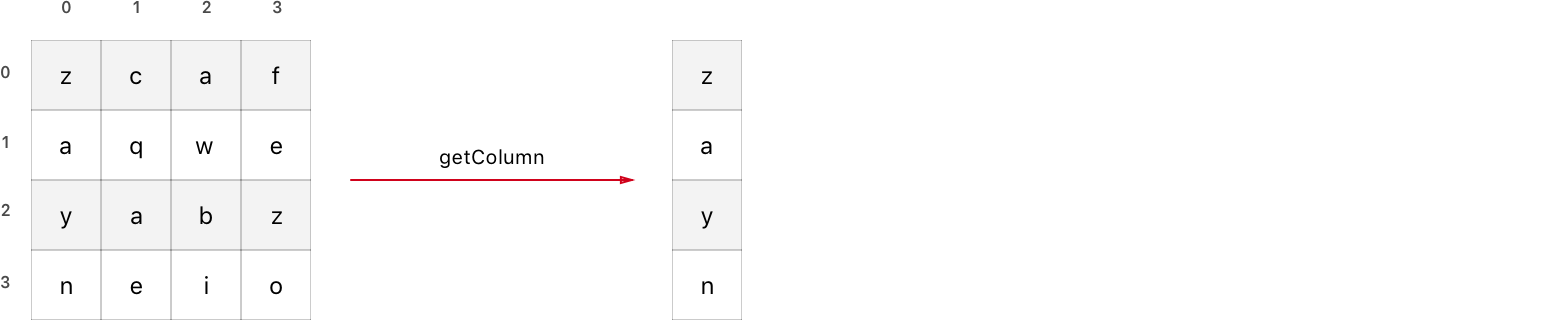 0 1 2 3
0 z c a f z
1 a q w e a
getColumn
2 y a b z y
3 n e i o n